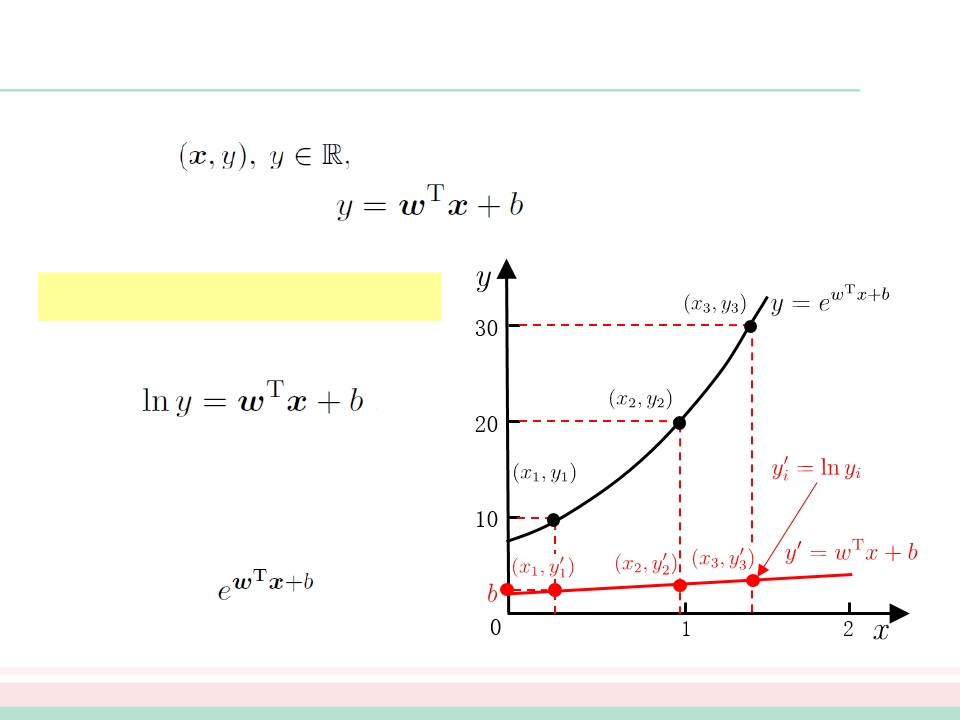 (x, y), y ∈ ℝ,
y = wᵀx + b
ln y = wᵀx + b
e^{wᵀx+b}
y
(x₃, y₃) y = e^{wᵀx+b}
30
(x₂, y₂)
20
(x₁, y₁)
y′ᵢ = ln yᵢ
10
(x₁, y′₁) (x₂, y′₂) (x₃, y′₃) y′ = wᵀx + b
b
0 1 2 x